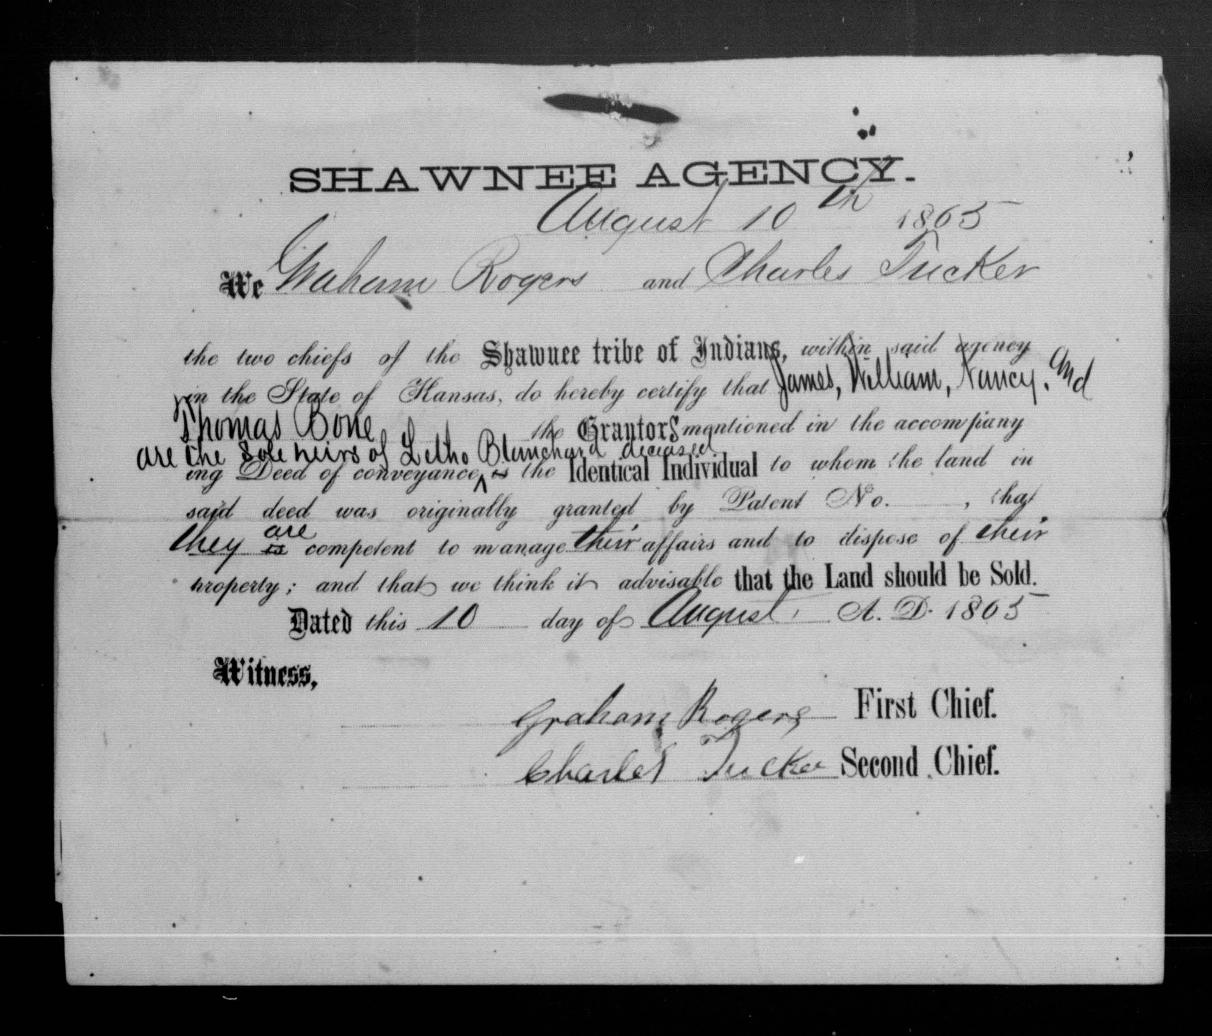 SHAWNEE AGENCY.
August 10th 1865
We Graham Rogers and Charles Tucker
the two chiefs of the Shawnee tribe of Indians, within said agency
in the State of Kansas, do hereby certify that James, William, Nancy, and
Thomas Bone the Grantors mentioned in the accompany
are the sole heirs of Letho Blanchard deceased
ing Deed of conveyance, ^ is the Identical Individual to whom the land in
said deed was originally granted by Patent No. , that
are
they is competent to manage their affairs and to dispose of their
property; and that we think it advisable that the Land should be Sold.
Dated this 10 day of August A. D. 1865
Witness,
Graham Rogers First Chief.
Charles Tucker Second Chief.